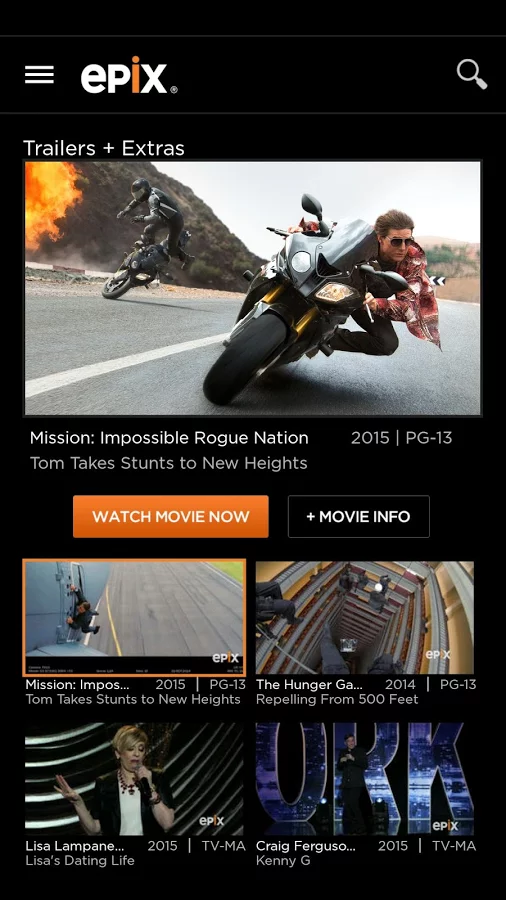 epix®
Trailers + Extras
Mission: Impossible Rogue Nation 2015 | PG-13
Tom Takes Stunts to New Heights
WATCH MOVIE NOW + MOVIE INFO
epix
epix
Mission: Impos... 2015 | PG-13
Tom Takes Stunts to New Heights
The Hunger Ga... 2014 | PG-13
Repelling From 500 Feet
epix
ORK
epix
Lisa Lampane... 2015 | TV-MA
Lisa's Dating Life
Craig Ferguso... 2015 | TV-MA
Kenny G